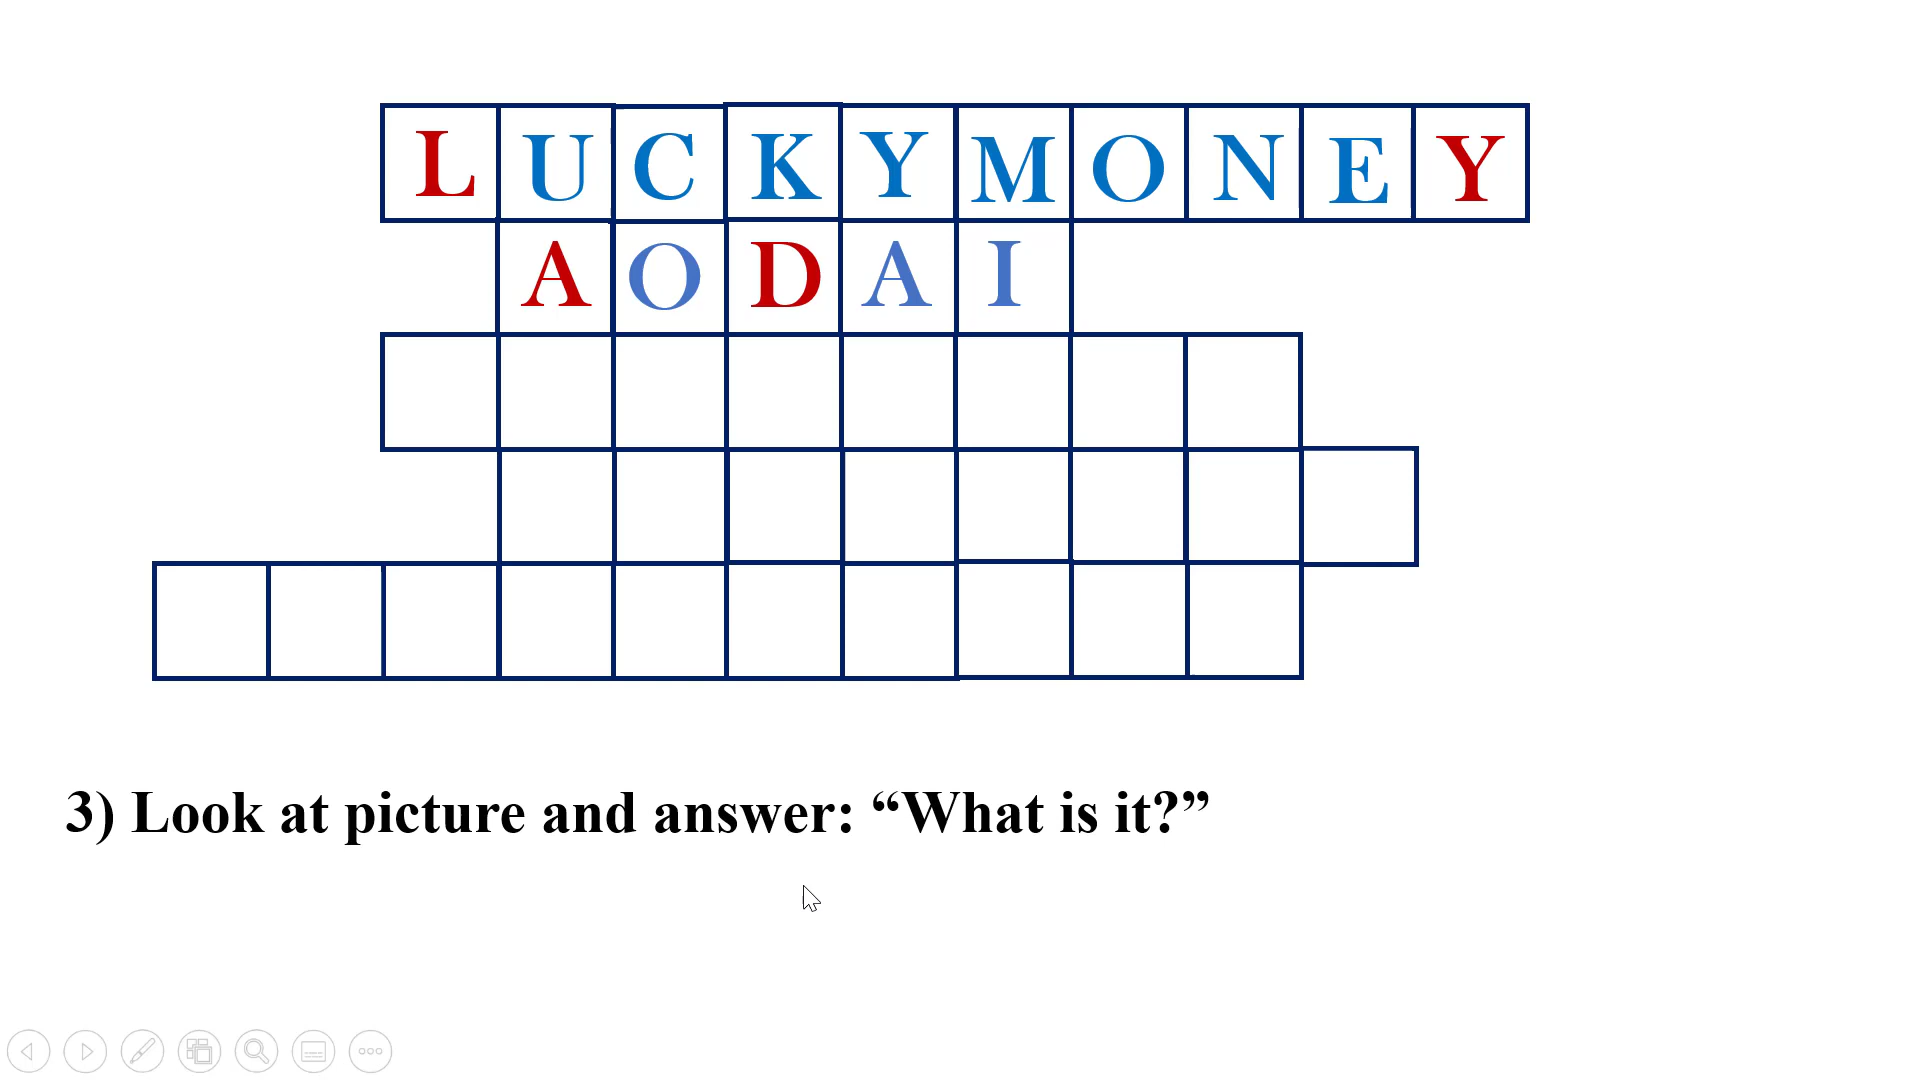 LUCKYMONEY
AODAI
3) Look at picture and answer: “What is it?”